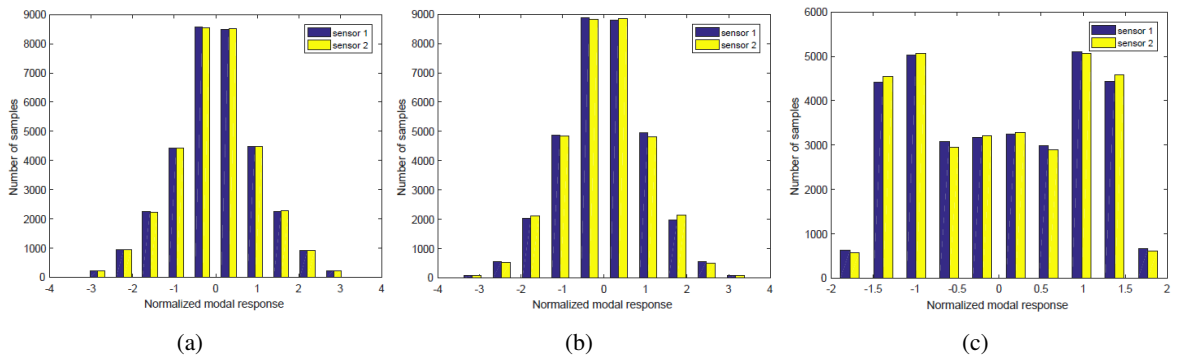 9000
8000
7000
6000
5000
4000
3000
2000
1000
0
Number of samples
-4 -3 -2 -1 0 1 2 3 4
Normalized modal response
sensor 1
sensor 2
(a)
9000
8000
7000
6000
5000
4000
3000
2000
1000
0
Number of samples
-4 -3 -2 -1 0 1 2 3 4
Normalized modal response
sensor 1
sensor 2
(b)
6000
5000
4000
3000
2000
1000
0
Number of samples
-2 -1.5 -1 -0.5 0 0.5 1 1.5 2
Normalized modal response
sensor 1
sensor 2
(c)